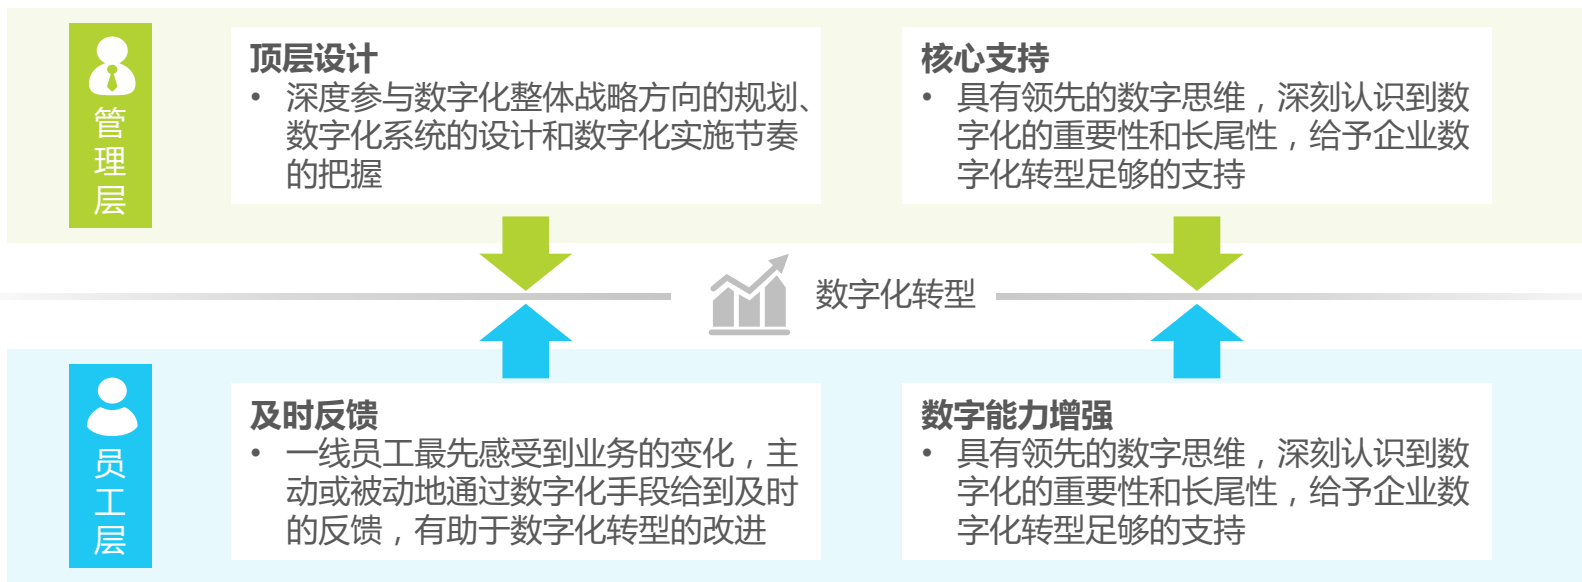 管理层
顶层设计
• 深度参与数字化整体战略方向的规划、
数字化系统的设计和数字化实施节奏
的把握
核心支持
• 具有领先的数字思维，深刻认识到数
字化的重要性和长尾性，给予企业数
字化转型足够的支持
数字化转型
员工层
及时反馈
• 一线员工最先感受到业务的变化，主
动或被动地通过数字化手段给到及时
的反馈，有助于数字化转型的改进
数字能力增强
• 具有领先的数字思维，深刻认识到数
字化的重要性和长尾性，给予企业数
字化转型足够的支持